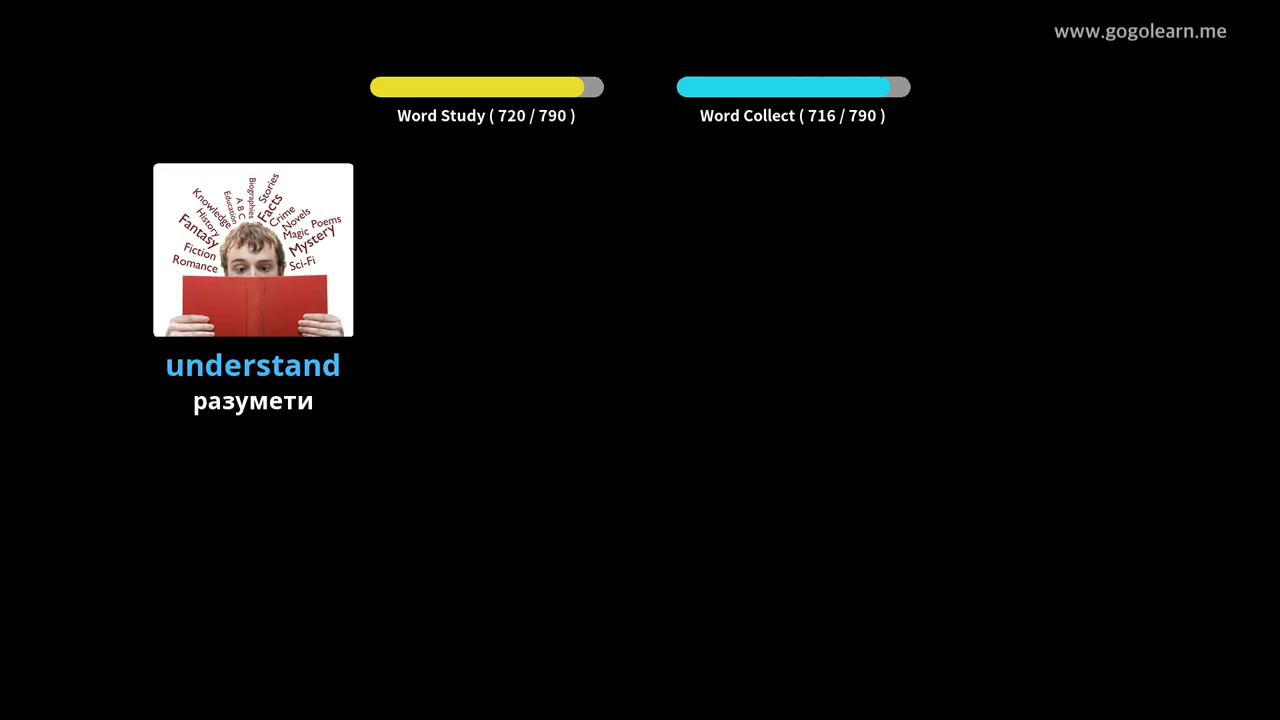 www.gogolearn.me
Word Study ( 720 / 790 )
Word Collect ( 716 / 790 )
Knowledge
History
Fantasy
Fiction
Romance
Education
A B C
Biographies
Stories
Facts
Crime
Novels
Magic
Poems
Mystery
Sci-Fi
understand
разумети